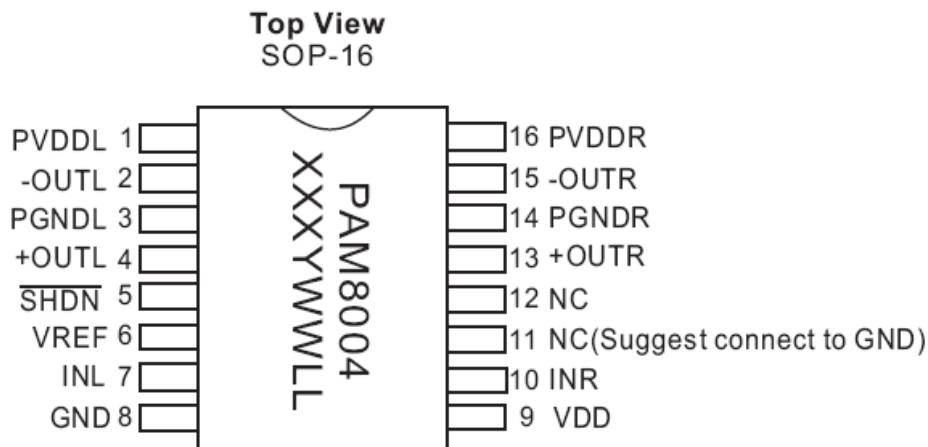 Top View
SOP-16
PVDDL 1
-OUTL 2
PGNDL 3
+OUTL 4
SHDN 5
VREF 6
INL 7
GND 8
PAM8004
XXXYWWLL
16 PVDDR
15 -OUTR
14 PGNDR
13 +OUTR
12 NC
11 NC(Suggest connect to GND)
10 INR
9 VDD